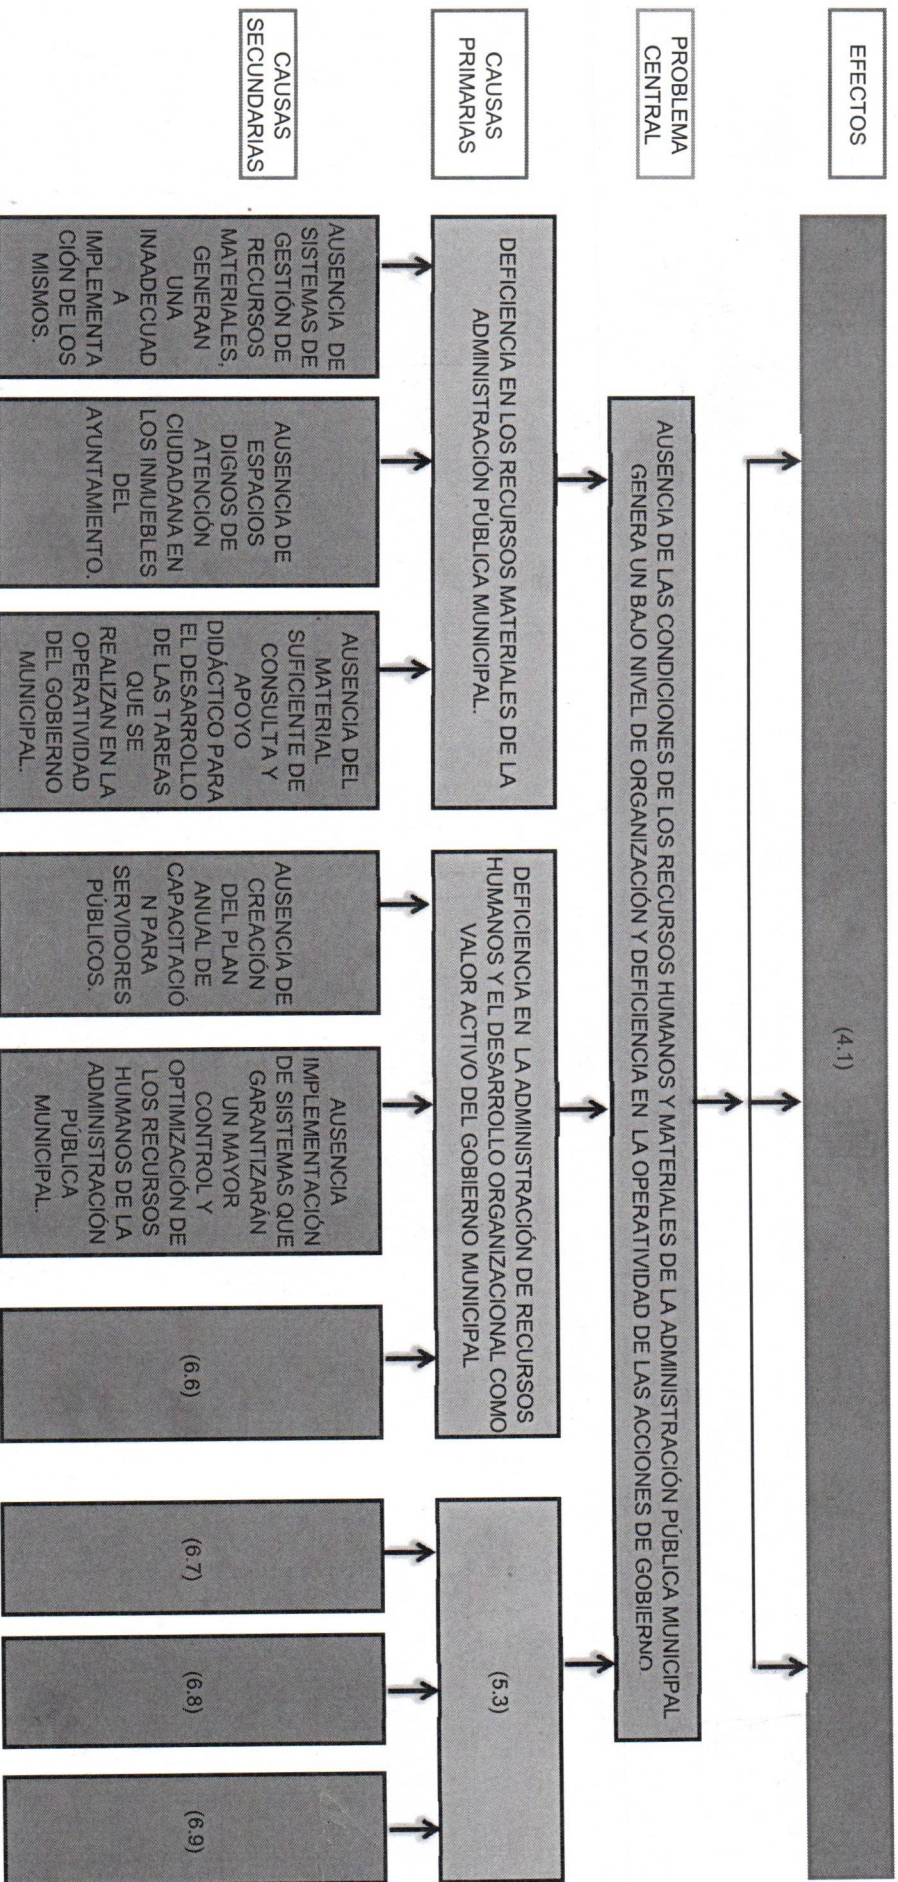 EFECTOS
(4.1)
PROBLEMA
CENTRAL
AUSENCIA DE LAS CONDICIONES DE LOS RECURSOS HUMANOS Y MATERIALES DE LA ADMINISTRACIÓN PÚBLICA MUNICIPAL
GENERA UN BAJO NIVEL DE ORGANIZACIÓN Y DEFICIENCIA EN LA OPERATIVIDAD DE LAS ACCIONES DE GOBIERNO.
CAUSAS
PRIMARIAS
DEFICIENCIA EN LOS RECURSOS MATERIALES DE LA
ADMINISTRACIÓN PÚBLICA MUNICIPAL.
DEFICIENCIA EN LA ADMINISTRACIÓN DE RECURSOS
HUMANOS Y EL DESARROLLO ORGANIZACIONAL COMO
VALOR ACTIVO DEL GOBIERNO MUNICIPAL
(5.3)
CAUSAS
SECUNDARIAS
AUSENCIA DE
SISTEMAS DE
GESTIÓN DE
RECURSOS
MATERIALES,
GENERAN
UNA
INAADECUAD
A
IMPLEMENTA
CIÓN DE LOS
MISMOS.
AUSENCIA DE
ESPACIOS
DIGNOS DE
ATENCIÓN
CIUDADANA EN
LOS INMUEBLES
DEL
AYUNTAMIENTO.
AUSENCIA DEL
MATERIAL
SUFICIENTE DE
CONSULTA Y
APOYO
DIDÁCTICO PARA
EL DESARROLLO
DE LAS TAREAS
QUE SE
REALIZAN EN LA
OPERATIVIDAD
DEL GOBIERNO
MUNICIPAL.
AUSENCIA DE
CREACIÓN
DEL PLAN
ANUAL DE
CAPACITACIÓ
N PARA
SERVIDORES
PÚBLICOS.
AUSENCIA
IMPLEMENTACIÓN
DE SISTEMAS QUE
GARANTIZARÁN
UN MAYOR
CONTROL Y
OPTIMIZACIÓN DE
LOS RECURSOS
HUMANOS DE LA
ADMINISTRACIÓN
PÚBLICA
MUNICIPAL.
(6.6)
(6.7)
(6.8)
(6.9)